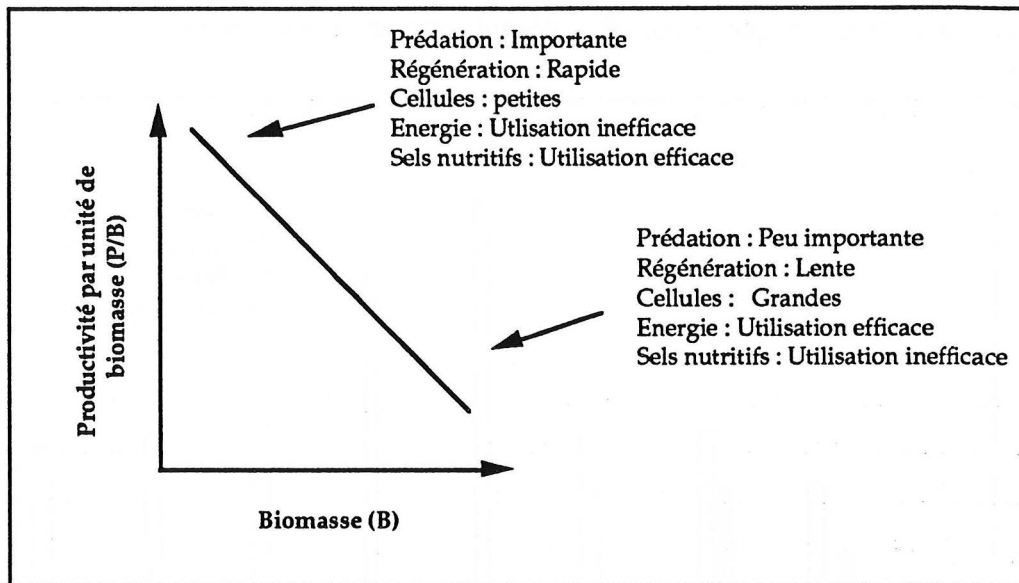 Prédation : Importante
Régénération : Rapide
Cellules : petites
Energie : Utlisation inefficace
Sels nutritifs : Utilisation efficace
Productivité par unité de
biomasse (P/B)
Prédation : Peu importante
Régénération : Lente
Cellules : Grandes
Energie : Utilisation efficace
Sels nutritifs : Utilisation inefficace
Biomasse (B)